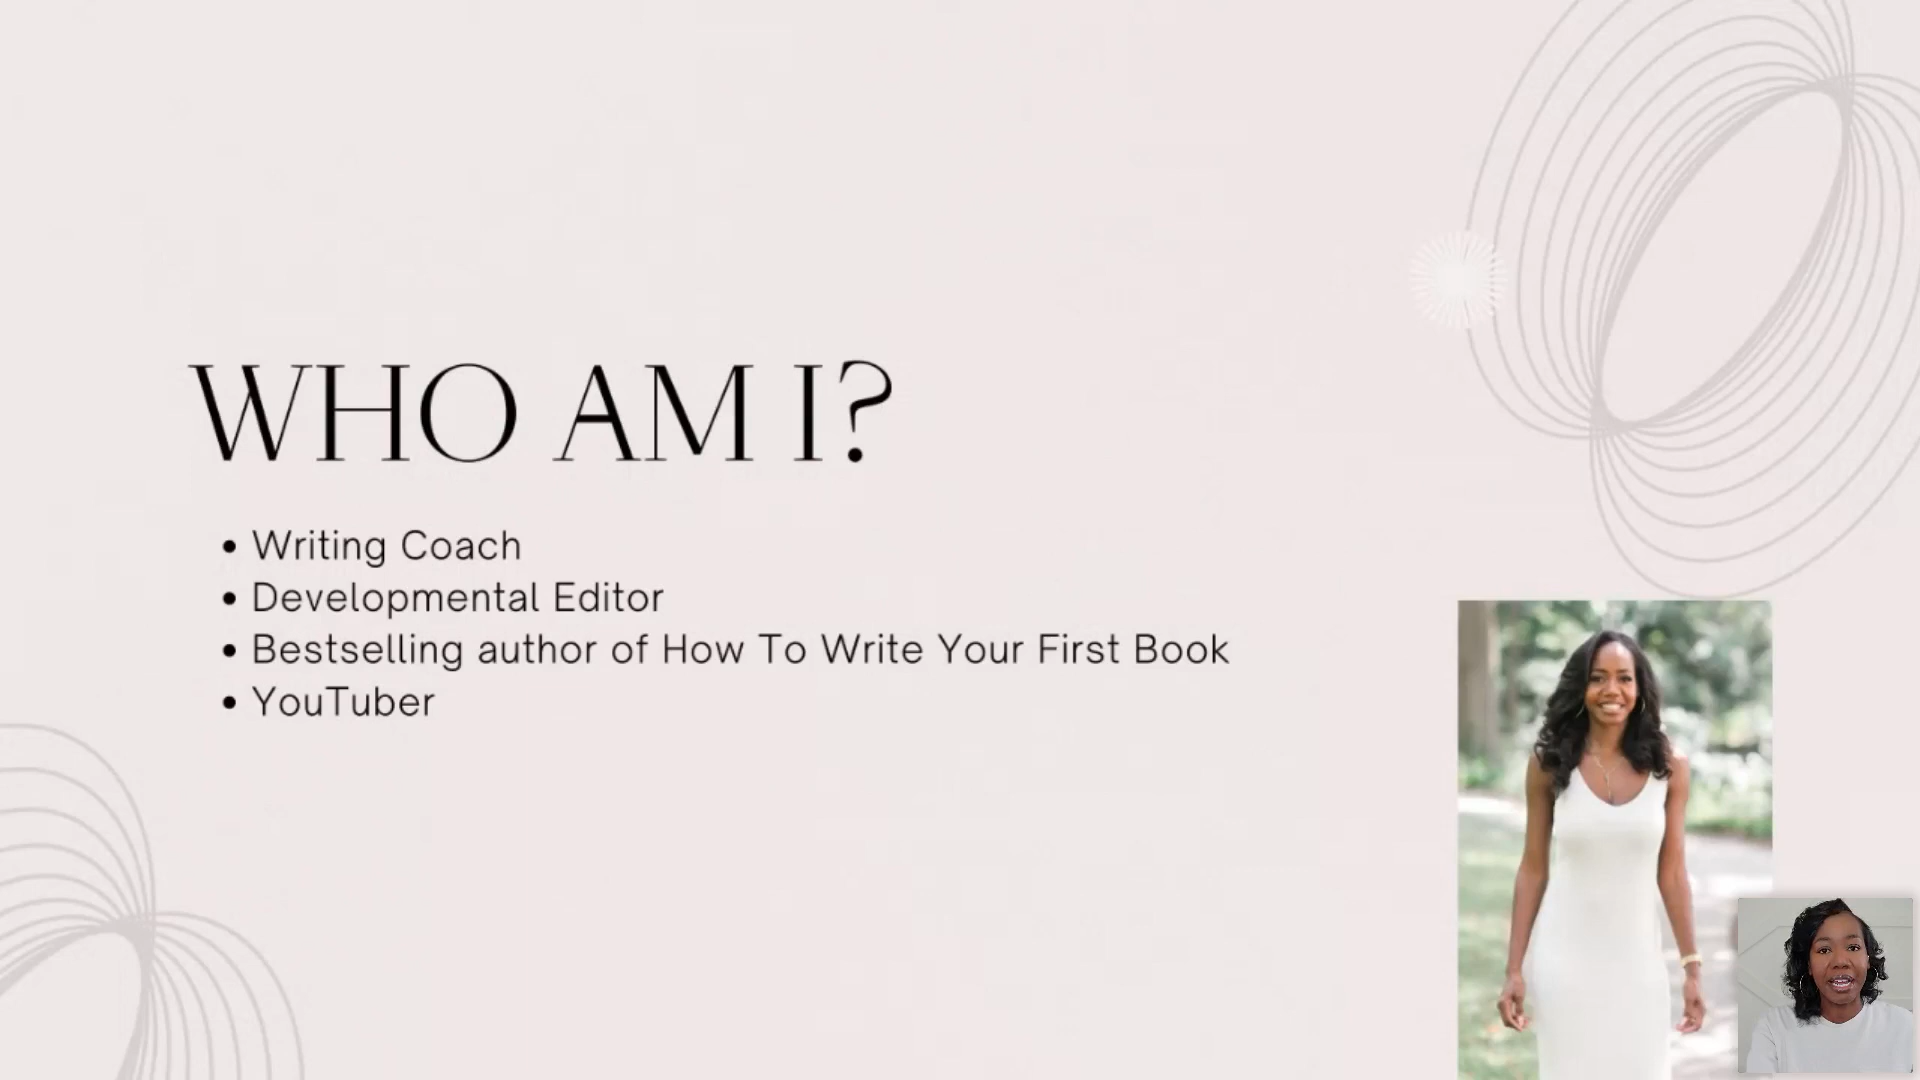 WHO AM I?
• Writing Coach
• Developmental Editor
• Bestselling author of How To Write Your First Book
• YouTuber